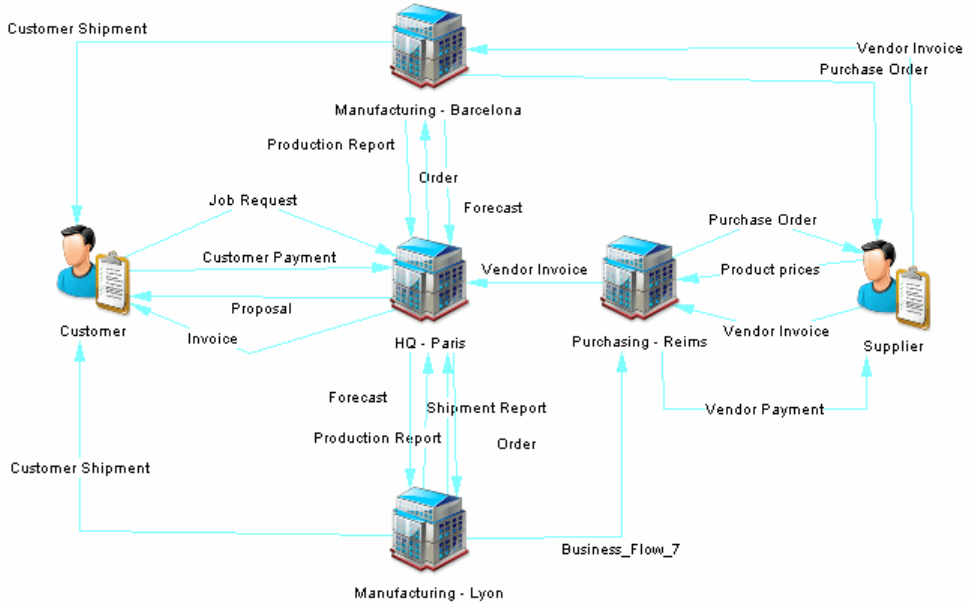 Customer Shipment
Vendor Invoice
Purchase Order
Manufacturing - Barcelona
Production Report
Order
Job Request
Forecast
Purchase Order
Customer Payment
Vendor Invoice
Product prices
Proposal
Customer
Invoice
Vendor Invoice
HQ - Paris
Purchasing - Reims
Supplier
Forecast
Shipment Report
Vendor Payment
Production Report
Order
Customer Shipment
Business_Flow_7
Manufacturing - Lyon